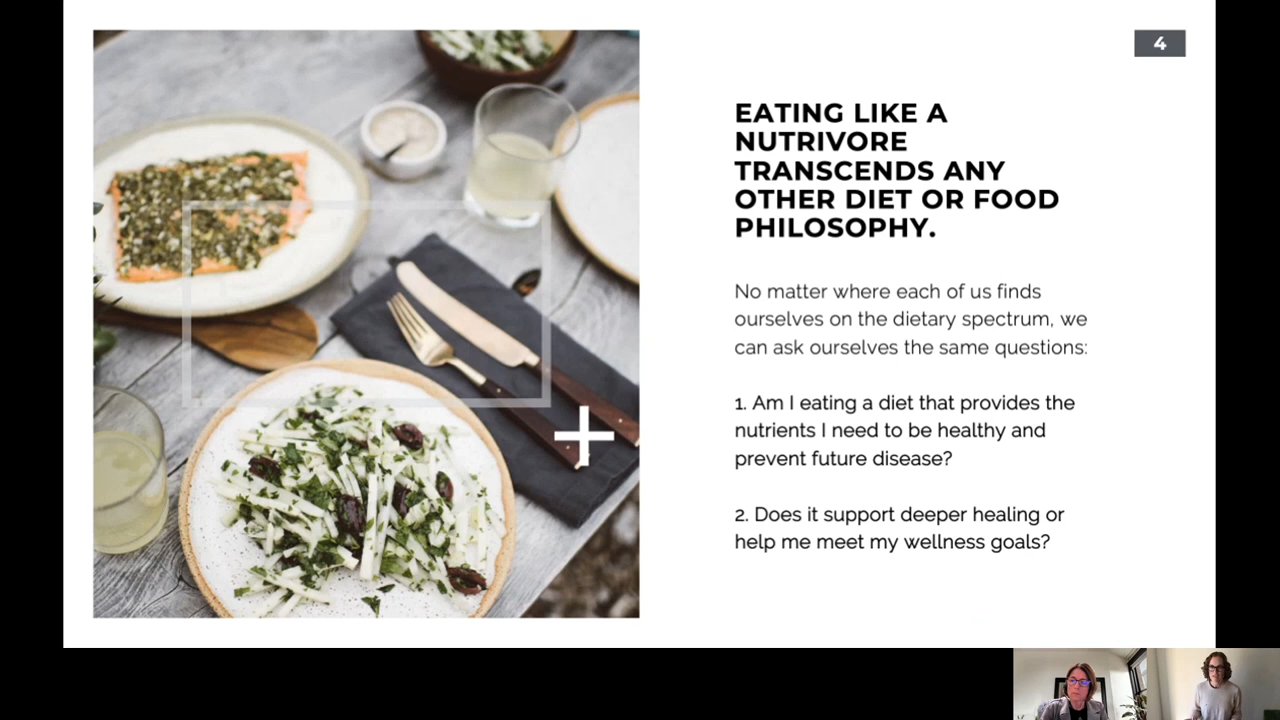 4
EATING LIKE A
NUTRIVORE
TRANSCENDS ANY
OTHER DIET OR FOOD
PHILOSOPHY.
No matter where each of us finds
ourselves on the dietary spectrum, we
can ask ourselves the same questions:
1. Am I eating a diet that provides the
nutrients I need to be healthy and
prevent future disease?
2. Does it support deeper healing or
help me meet my wellness goals?